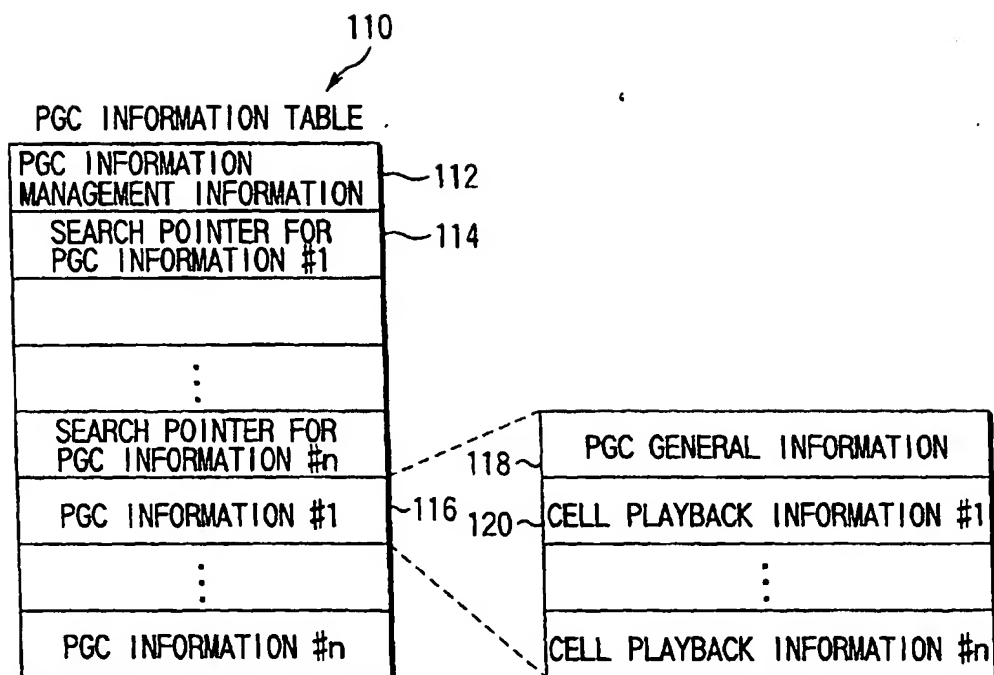 110
PGC INFORMATION TABLE
PGC INFORMATION
MANAGEMENT INFORMATION
112
SEARCH POINTER FOR
PGC INFORMATION #1
114
SEARCH POINTER FOR
PGC INFORMATION #n
PGC INFORMATION #1
116
PGC INFORMATION #n
118
PGC GENERAL INFORMATION
120
CELL PLAYBACK INFORMATION #1
CELL PLAYBACK INFORMATION #n